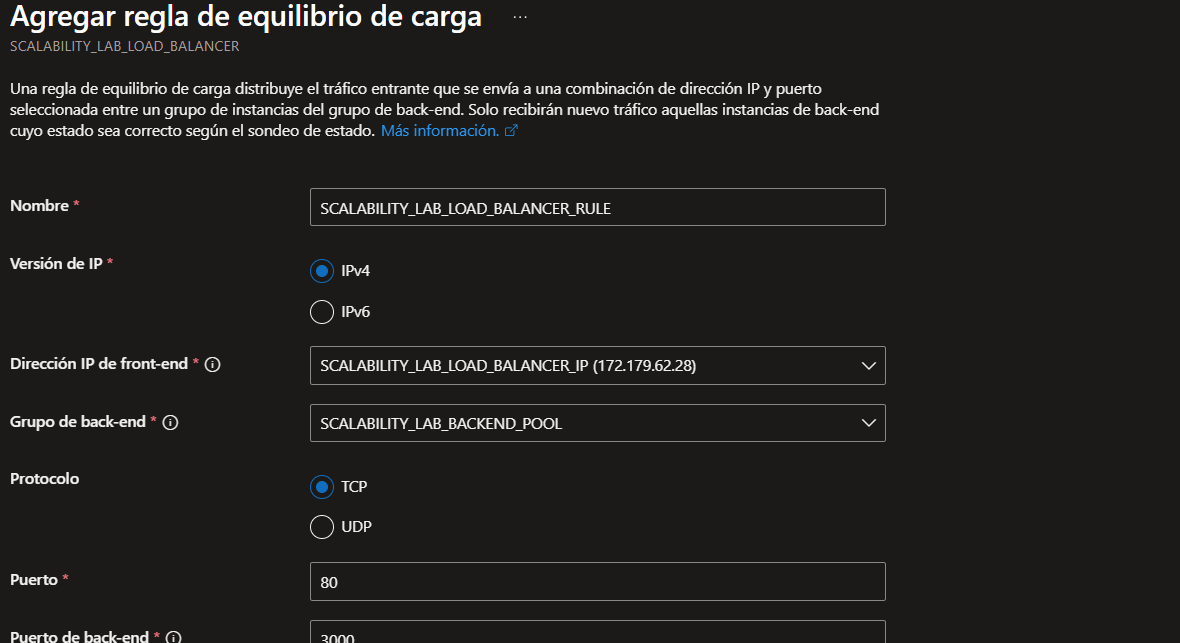 Agregar regla de equilibrio de carga ...
SCALABILITY_LAB_LOAD_BALANCER
Una regla de equilibrio de carga distribuye el tráfico entrante que se envía a una combinación de dirección IP y puerto
seleccionada entre un grupo de instancias del grupo de back-end. Solo recibirán nuevo tráfico aquellas instancias de back-end
cuyo estado sea correcto según el sondeo de estado. Más información.
Nombre *
SCALABILITY_LAB_LOAD_BALANCER_RULE
Versión de IP *
IPv4
IPv6
Dirección IP de front-end *
SCALABILITY_LAB_LOAD_BALANCER_IP (172.179.62.28)
Grupo de back-end *
SCALABILITY_LAB_BACKEND_POOL
Protocolo
TCP
UDP
Puerto *
80
Puerto de back-end *
3000